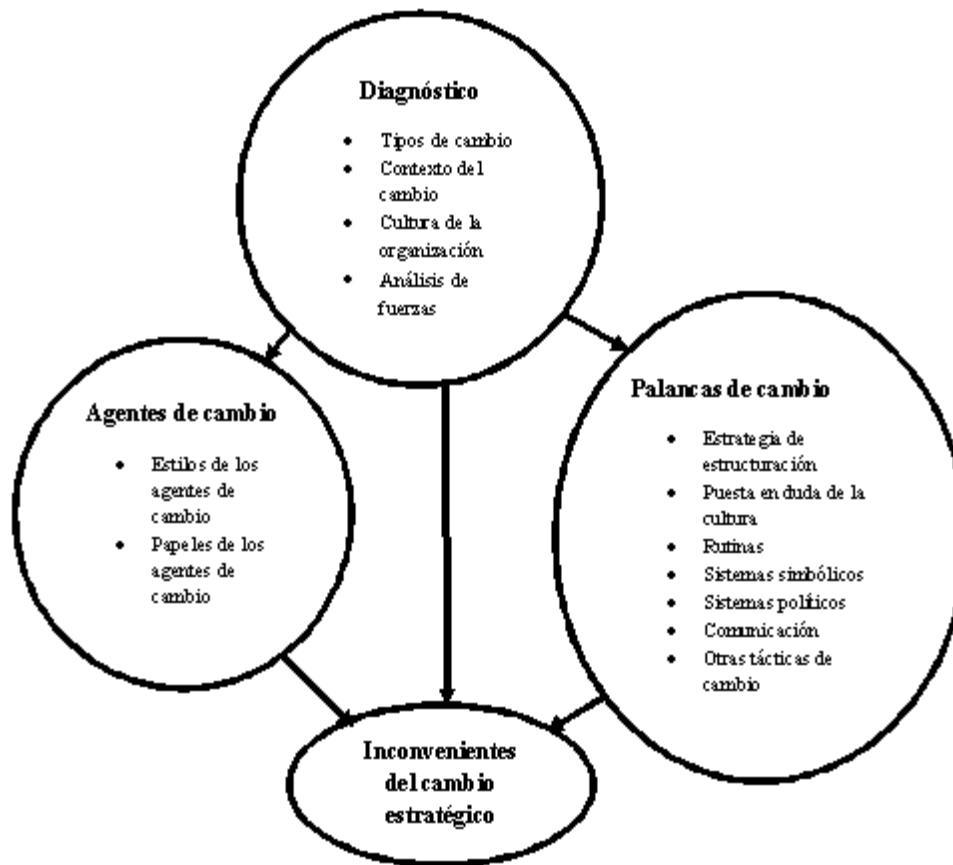 Diagnóstico
• Tipos de cambio
• Contexto del
cambio
• Cultura de la
organización
• Análisis de
fuerzas
Agentes de cambio
• Estilos de los
agentes de
cambio
• Papeles de los
agentes de
cambio
Palancas de cambio
• Estrategia de
estructuración
• Puesta en duda de la
cultura
• Rutinas
• Sistemas simbólicos
• Sistemas políticos
• Comunicación
• Otras tácticas de
cambio
Inconvenientes
del cambio
estratégico